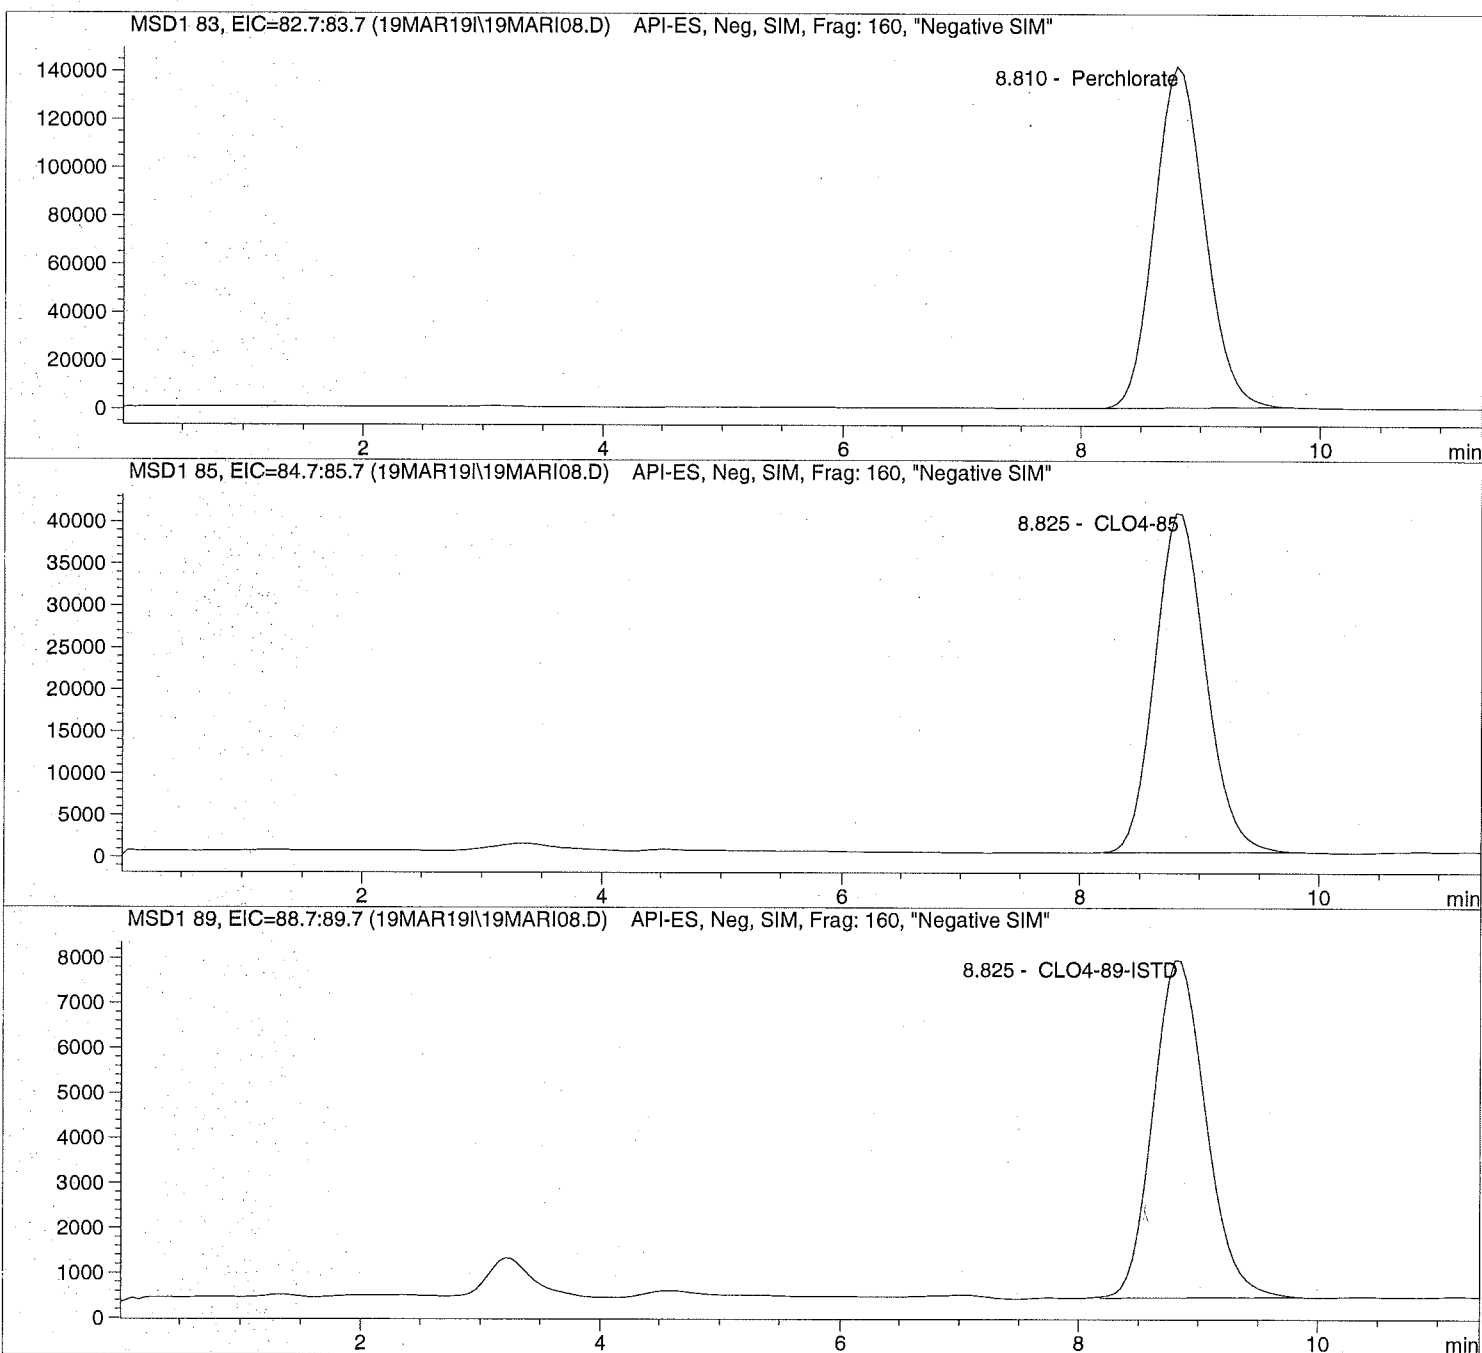 MSD1 83, EIC=82.7:83.7 (19MAR19I\19MARI08.D) API-ES, Neg, SIM, Frag: 160, "Negative SIM"
140000
8.810 - Perchlorate
120000
100000
80000
60000
40000
20000
0
2 4 6 8 10 min
MSD1 85, EIC=84.7:85.7 (19MAR19I\19MARI08.D) API-ES, Neg, SIM, Frag: 160, "Negative SIM"
40000
8.825 - CLO4-85
35000
30000
25000
20000
15000
10000
5000
0
2 4 6 8 10 min
MSD1 89, EIC=88.7:89.7 (19MAR19I\19MARI08.D) API-ES, Neg, SIM, Frag: 160, "Negative SIM"
8000
8.825 - CLO4-89-ISTD
7000
6000
5000
4000
3000
2000
1000
0
2 4 6 8 10 min